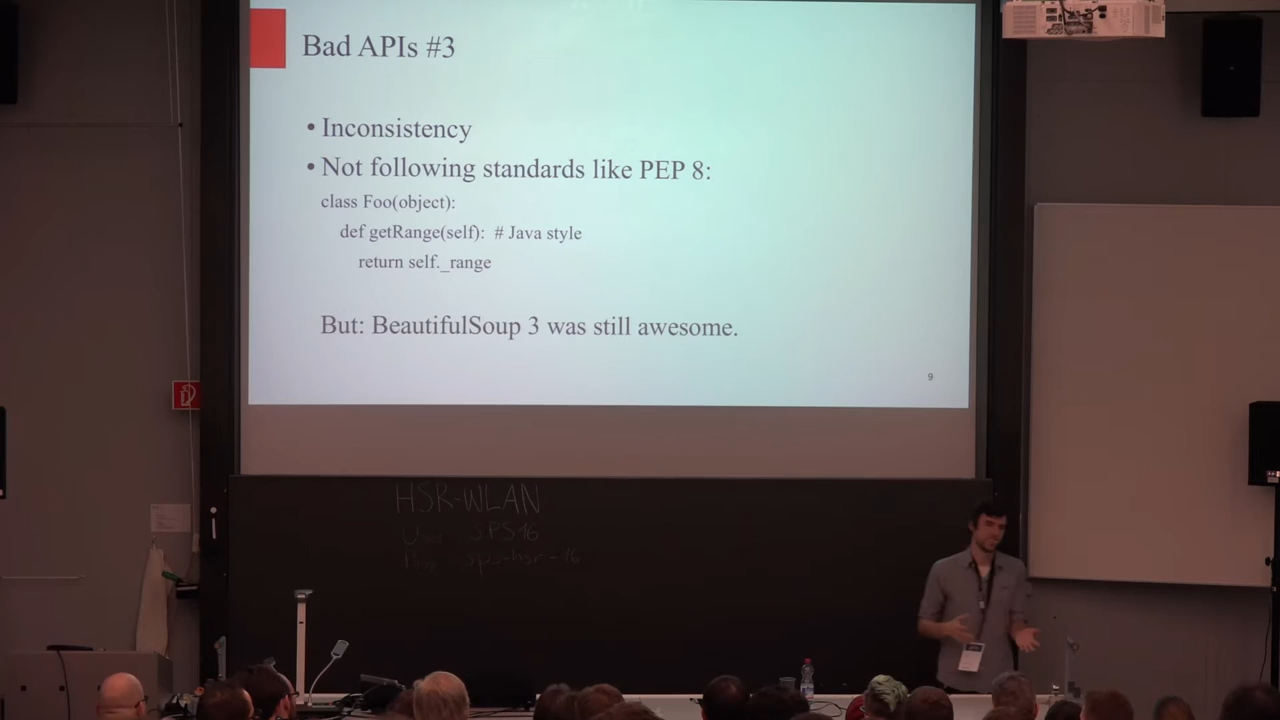 Bad APIs #3
• Inconsistency
• Not following standards like PEP 8:
class Foo(object):
def getRange(self): # Java style
return self._range
But: BeautifulSoup 3 was still awesome.
9
HSR-WLAN
SPS16